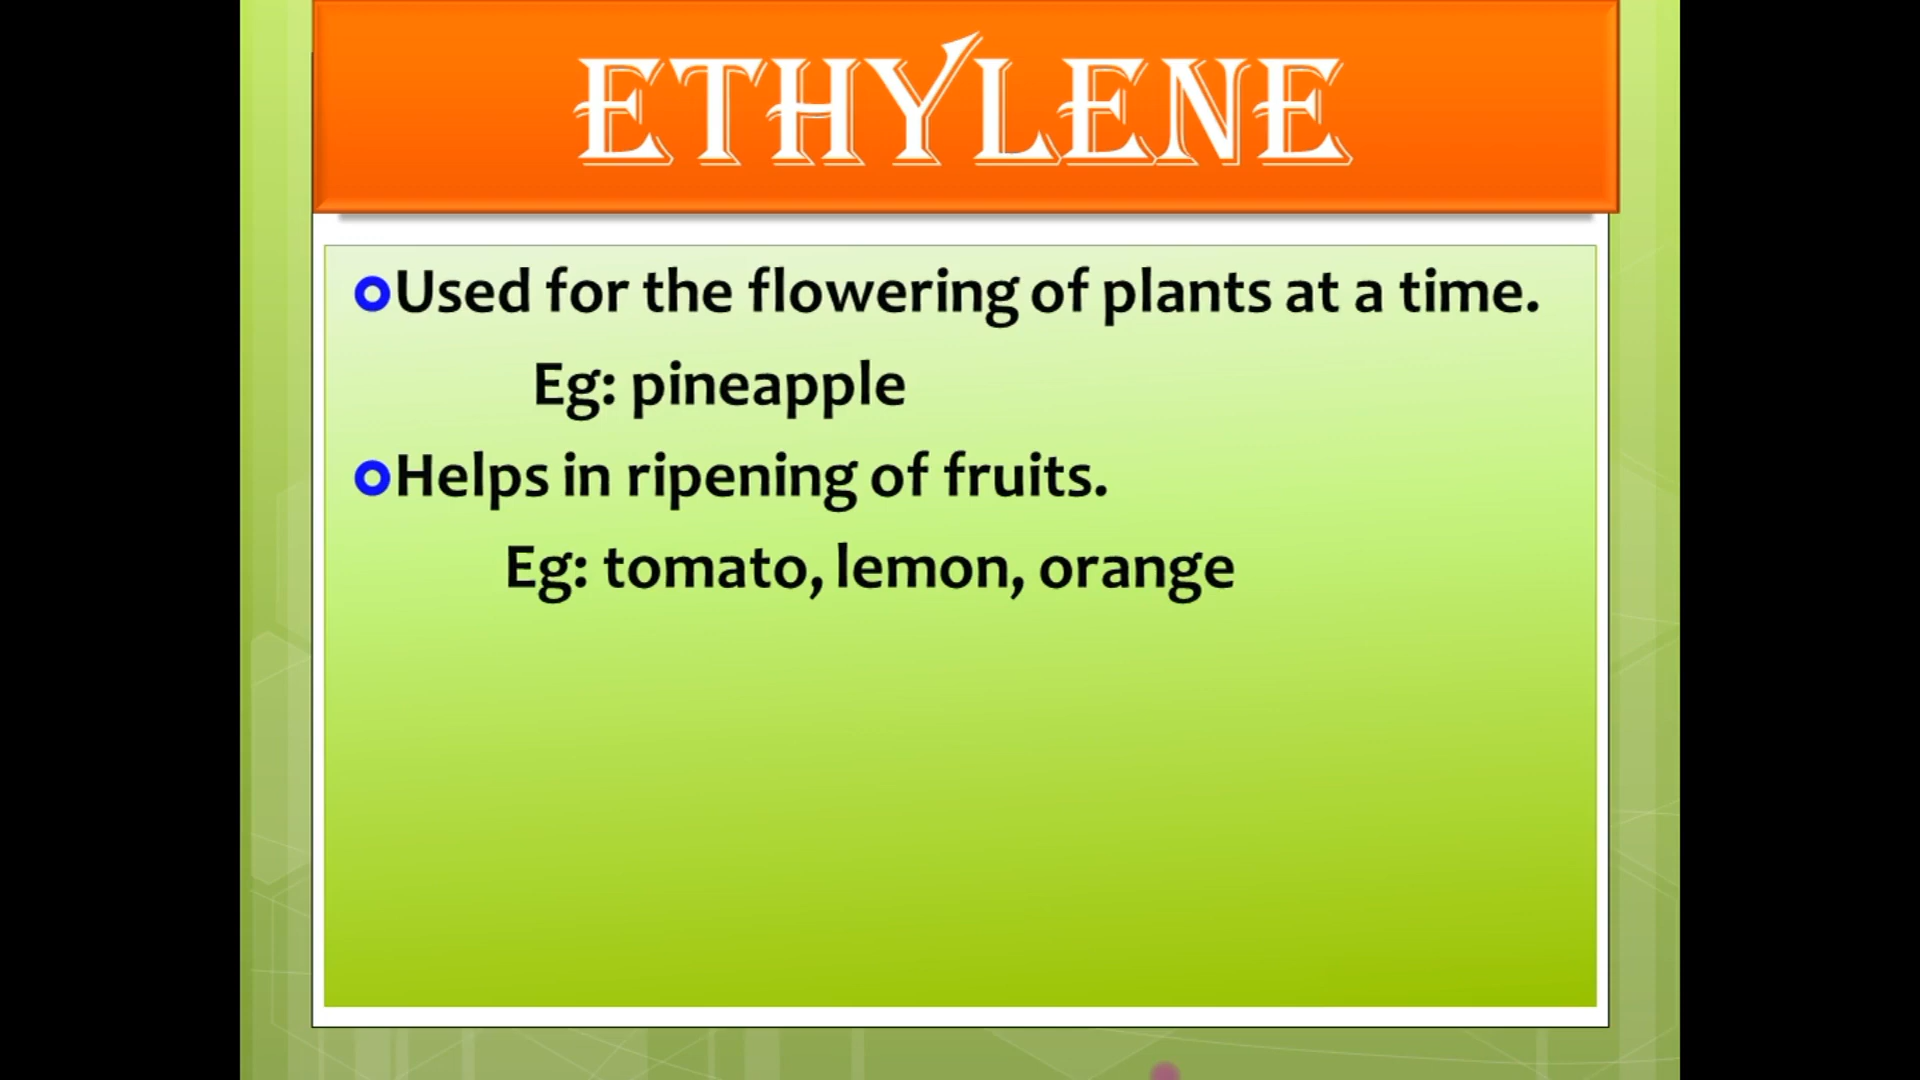 ETHYLENE
Used for the flowering of plants at a time.
Eg: pineapple
Helps in ripening of fruits.
Eg: tomato, lemon, orange